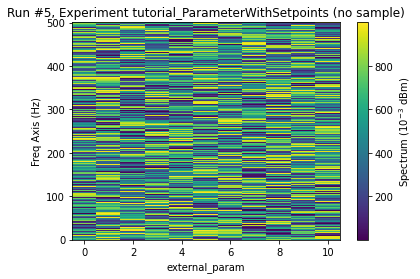 Run #5, Experiment tutorial_ParameterWithSetpoints (no sample)
500
400
300
200
100
0
Freq Axis (Hz)
0 2 4 6 8 10
external_param
800
600
400
200
Spectrum (10⁻³ dBm)